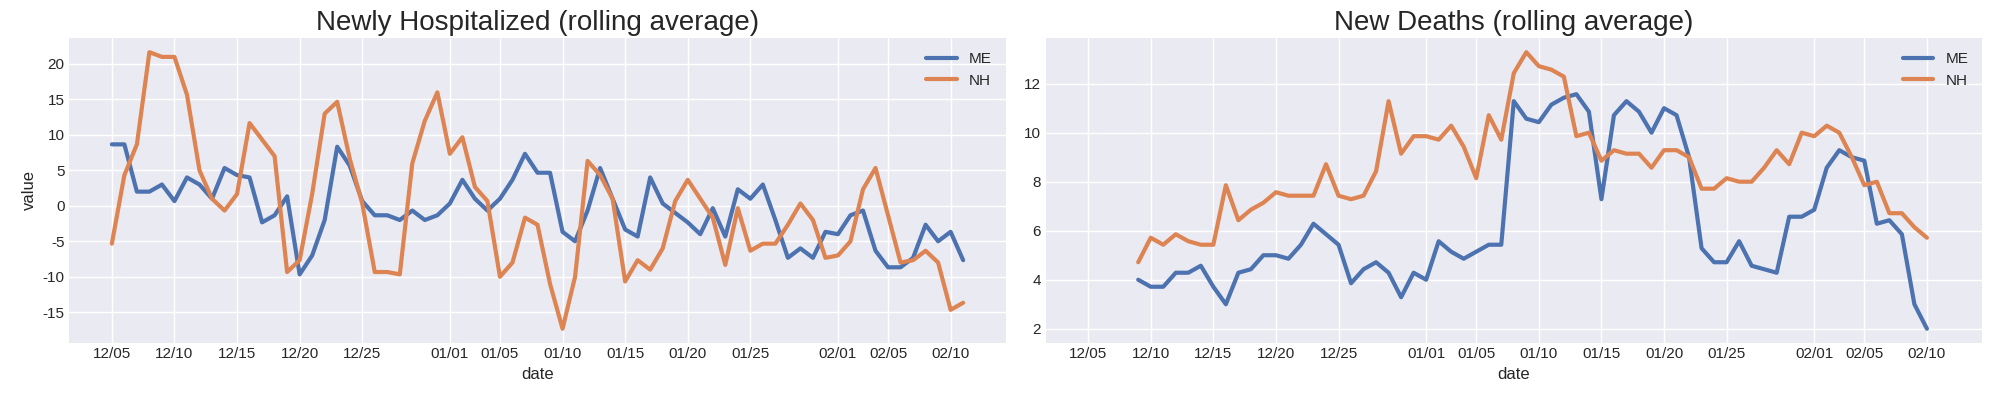 Newly Hospitalized (rolling average)
ME
NH
20
15
10
5
0
-5
-10
-15
value
12/05 12/10 12/15 12/20 12/25 01/01 01/05 01/10 01/15 01/20 01/25 02/01 02/05 02/10
date
New Deaths (rolling average)
ME
NH
12
10
8
6
4
2
12/05 12/10 12/15 12/20 12/25 01/01 01/05 01/10 01/15 01/20 01/25 02/01 02/05 02/10
date